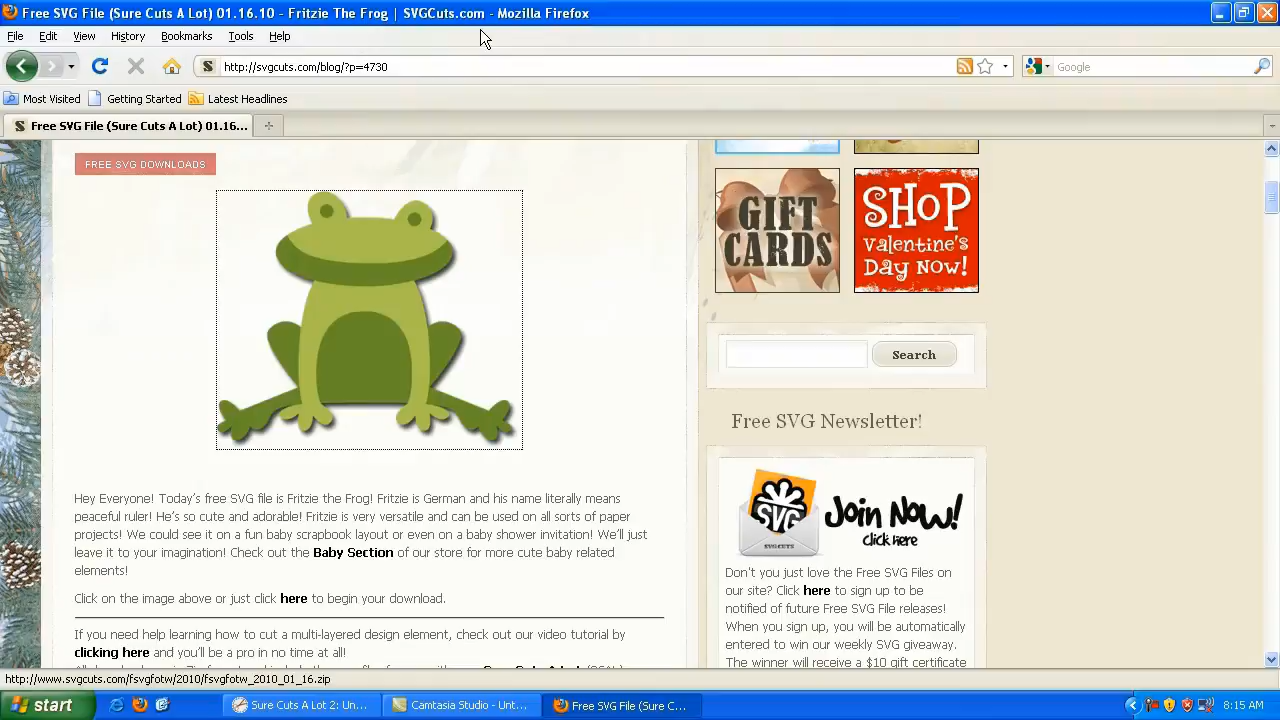 Free SVG File (Sure Cuts A Lot) 01.16.10 - Fritzie The Frog | SVGCuts.com - Mozilla Firefox
File Edit View History Bookmarks Tools Help
S http://svgcuts.com/blog/?p=4730 Google
Most Visited Getting Started Latest Headlines
S Free SVG File (Sure Cuts A Lot) 01.16...
FREE SVG DOWNLOADS
GIFT CARDS
SHOP Valentine's Day Now!
Search
Free SVG Newsletter!
SVG
SVGCUTS
Join Now!
click here
Hey Everyone! Today's free SVG file is Fritzie the Frog! Fritzie is German and his name literally means
peaceful ruler! He's so cute and adorable! Fritzie is very versatile and can be used on all sorts of paper
projects! We could see it on a fun baby scrapbook layout or even on a baby shower invitation! We'll just
leave it to your imagination! Check out the Baby Section of our store for more cute baby related
elements!
Click on the image above or just click here to begin your download.
If you need help learning how to cut a multi-layered design element, check out our video tutorial by
clicking here and you'll be a pro in no time at all!
Don't you just love the Free SVG Files on
our site? Click here to sign up to be
notified of future Free SVG File releases!
When you sign up, you will be automatically
entered to win our weekly SVG giveaway.
The winner will receive a $10 gift certificate
http://www.svgcuts.com/fsvgfotw/2010/fsvgfotw_2010_01_16.zip
start Sure Cuts A Lot 2: Un... Camtasia Studio - Unt... Free SVG File (Sure C... 8:15 AM